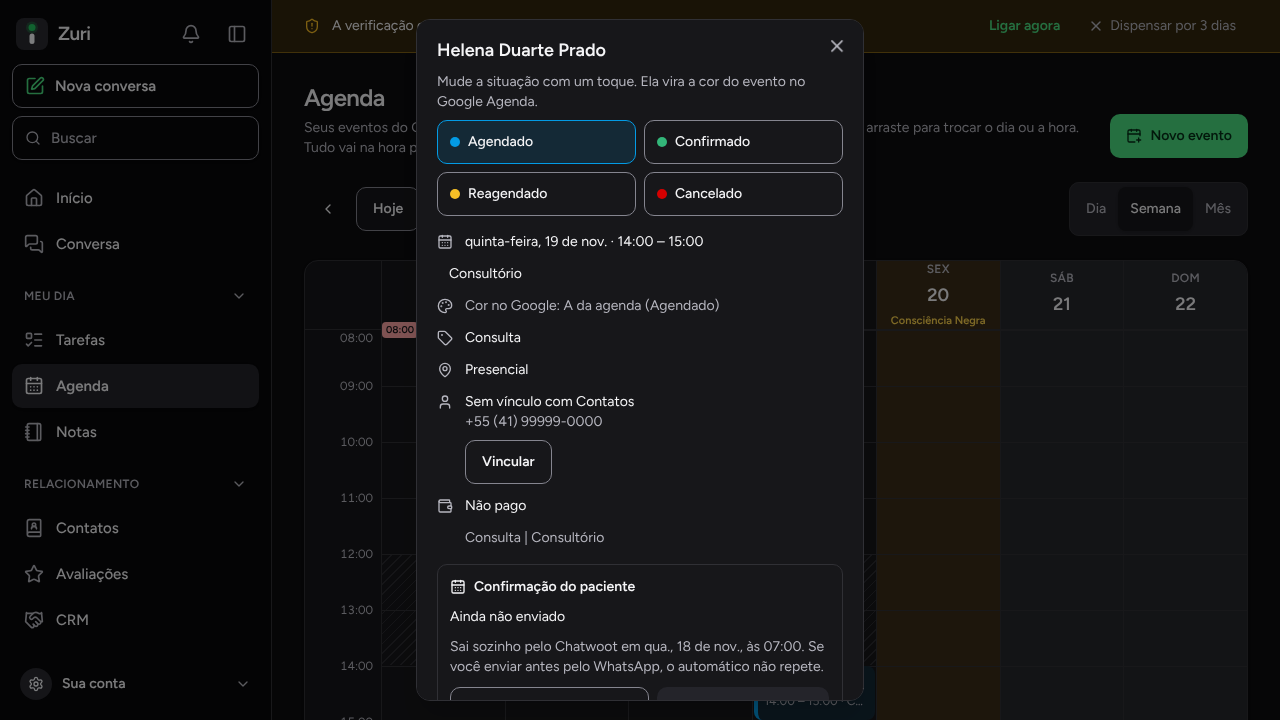 Zuri
A verificação
Ligar agora
Dispensar por 3 dias
Nova conversa
Buscar
Início
Conversa
MEU DIA
Tarefas
Agenda
Notas
RELACIONAMENTO
Contatos
Avaliações
CRM
Sua conta
Agenda
Seus eventos do
arraste para trocar o dia ou a hora.
Tudo vai na hora
Novo evento
Hoje
Dia
Semana
Mês
SEX
20
Consciência Negra
SÁB
21
DOM
22
08:00
08:00
09:00
10:00
11:00
12:00
13:00
14:00
Helena Duarte Prado
Mude a situação com um toque. Ela vira a cor do evento no
Google Agenda.
Agendado
Confirmado
Reagendado
Cancelado
quinta-feira, 19 de nov. · 14:00 – 15:00
Consultório
Cor no Google: A da agenda (Agendado)
Consulta
Presencial
Sem vínculo com Contatos
+55 (41) 99999-0000
Vincular
Não pago
Consulta | Consultório
Confirmação do paciente
Ainda não enviado
Sai sozinho pelo Chatwoot em qua., 18 de nov., às 07:00. Se
você enviar antes pelo WhatsApp, o automático não repete.